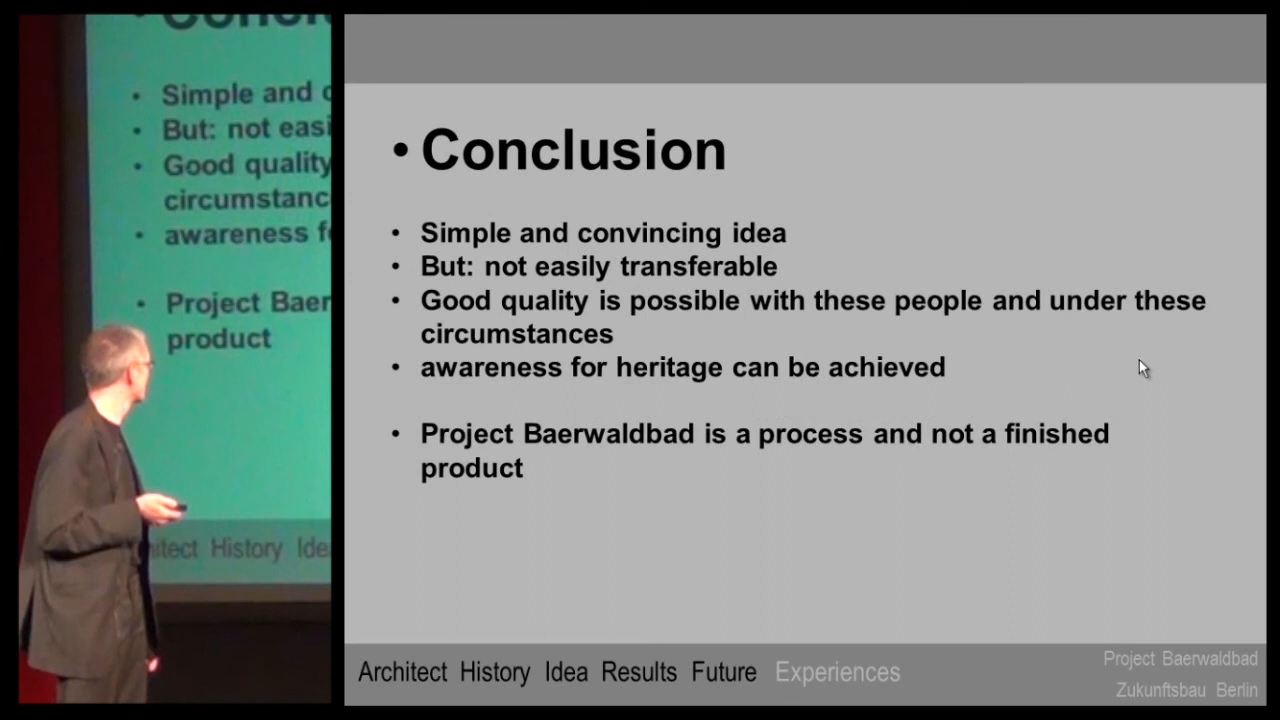 Conclu
Simple and c
But: not easi
Good quality
circumstanc
awareness f
Project Baer
product
itect History Ide
Conclusion
Simple and convincing idea
But: not easily transferable
Good quality is possible with these people and under these
circumstances
awareness for heritage can be achieved
Project Baerwaldbad is a process and not a finished
product
Architect History Idea Results Future Experiences
Project Baerwaldbad
Zukunftsbau Berlin